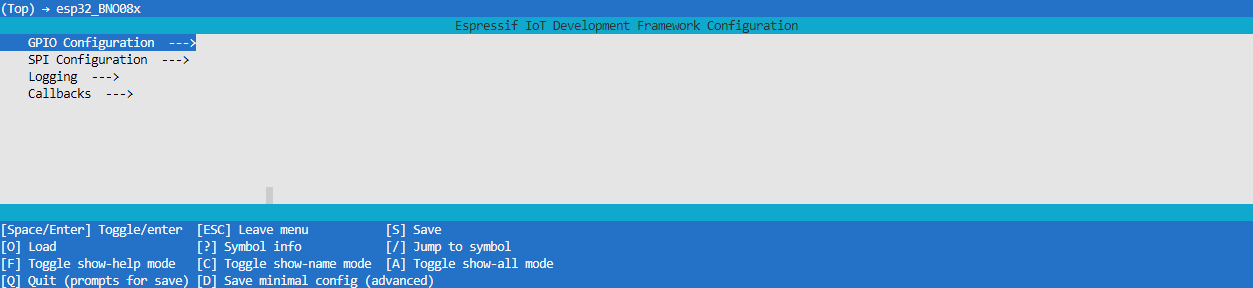 (Top) → esp32_BNO08x
Espressif IoT Development Framework Configuration
GPIO Configuration  --->
SPI Configuration  --->
Logging  --->
Callbacks  --->
[Space/Enter] Toggle/enter  [ESC] Leave menu           [S] Save
[O] Load                    [?] Symbol info            [/] Jump to symbol
[F] Toggle show-help mode   [C] Toggle show-name mode  [A] Toggle show-all mode
[Q] Quit (prompts for save) [D] Save minimal config (advanced)